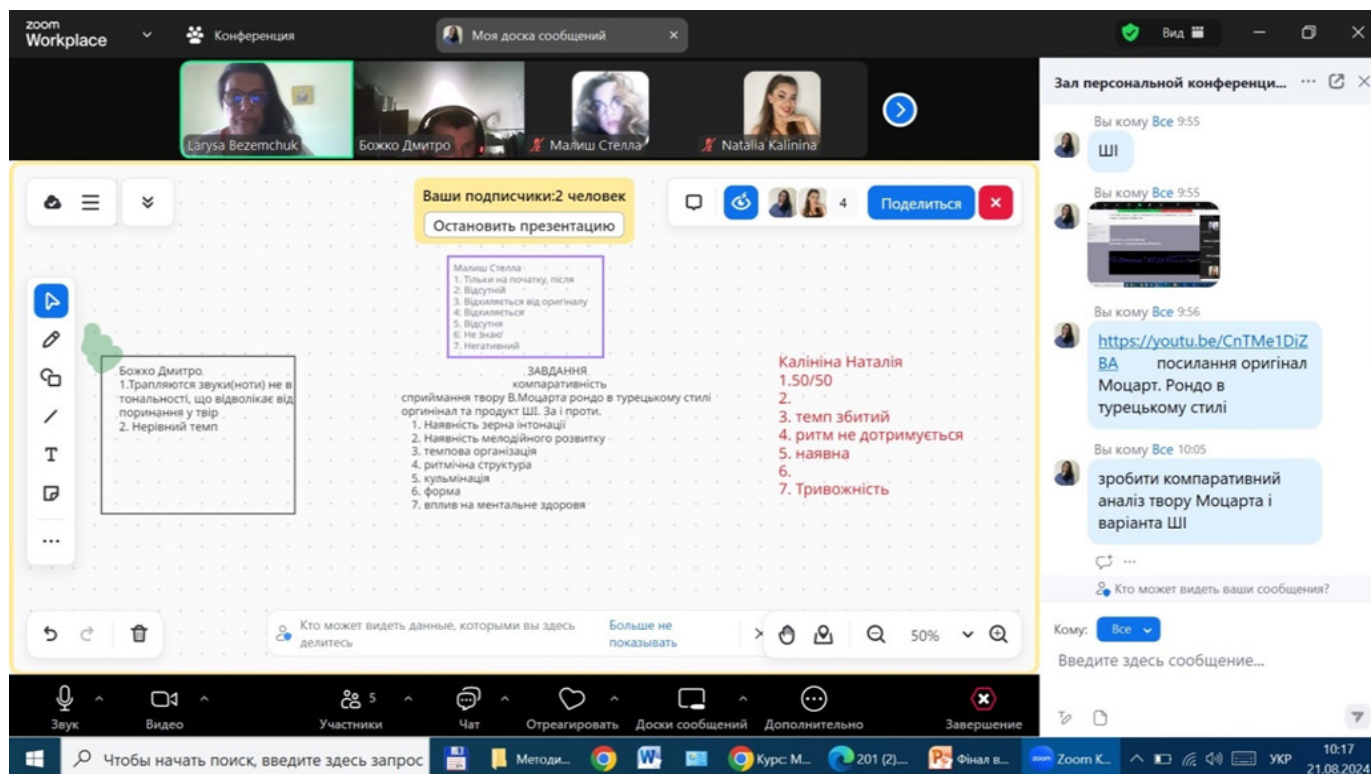 zoom
Workplace
Конференция
Моя доска сообщений
Вид
Larysa Bezemchuk
Божко Дмитро
Малиш Стелла
Natalia Kalinina
Ваши подписчики:2 человек
Остановить презентацию
4
Поделиться
Малиш Стелла
1. Тільки на початку, після
2. Відсутній
3. Відхиляється від оригіналу
4. Відхиляється
5. Відсутня
6. Не знаю
7. Негативний
Божко Дмитро
1.Трапляются звуки(ноти) не в
тональності, що відволікає від
поринання у твір
2. Нерівний темп
ЗАВДАННЯ
компаративність
сприймання твору В.Моцарта рондо в турецькому стилі
оргинінал та продукт ШІ. За і проти.
1. Наявність зерна інтонації
2. Наявність мелодійного розвитку
3. темпова організація
4. ритмічна структура
5. кульмінація
6. форма
7. вплив на ментальне здоровя
Калініна Наталія
1.50/50
2.
3. темп збитий
4. ритм не дотримується
5. наявна
6.
7. Тривожність
Кто может видеть данные, которыми вы здесь
делитесь
Больше не
показывать
50%
Зал персональной конференци...
Вы кому Все 9:55
ШІ
Вы кому Все 9:55
Вы кому Все 9:56
https://youtu.be/CnTMe1DiZ
BA посилання оригінал
Моцарт. Рондо в
турецькому стилі
Вы кому Все 10:05
зробити компаративний
аналіз твору Моцарта і
варіанта ШІ
Кто может видеть ваши сообщения?
Кому: Все
Введите здесь сообщение...
Звук
Видео
Участники
5
Чат
Отреагировать
Доски сообщений
Дополнительно
Завершение
Чтобы начать поиск, введите здесь запрос
Методи...
Курс: М...
201 (2)....
Фінал в...
Zoom К...
УКР
10:17
21.08.2024